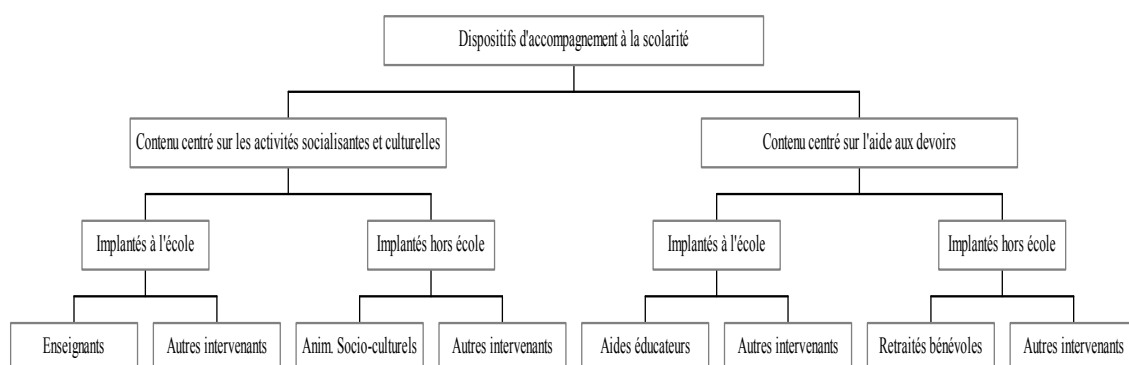 Dispositifs d'accompagnement à la scolarité
Contenu centré sur les activités socialisantes et culturelles
Contenu centré sur l'aide aux devoirs
Implantés à l'école
Implantés hors école
Implantés à l'école
Implantés hors école
Enseignants
Autres intervenants
Anim. Socio-culturels
Autres intervenants
Aides éducateurs
Autres intervenants
Retraités bénévoles
Autres intervenants